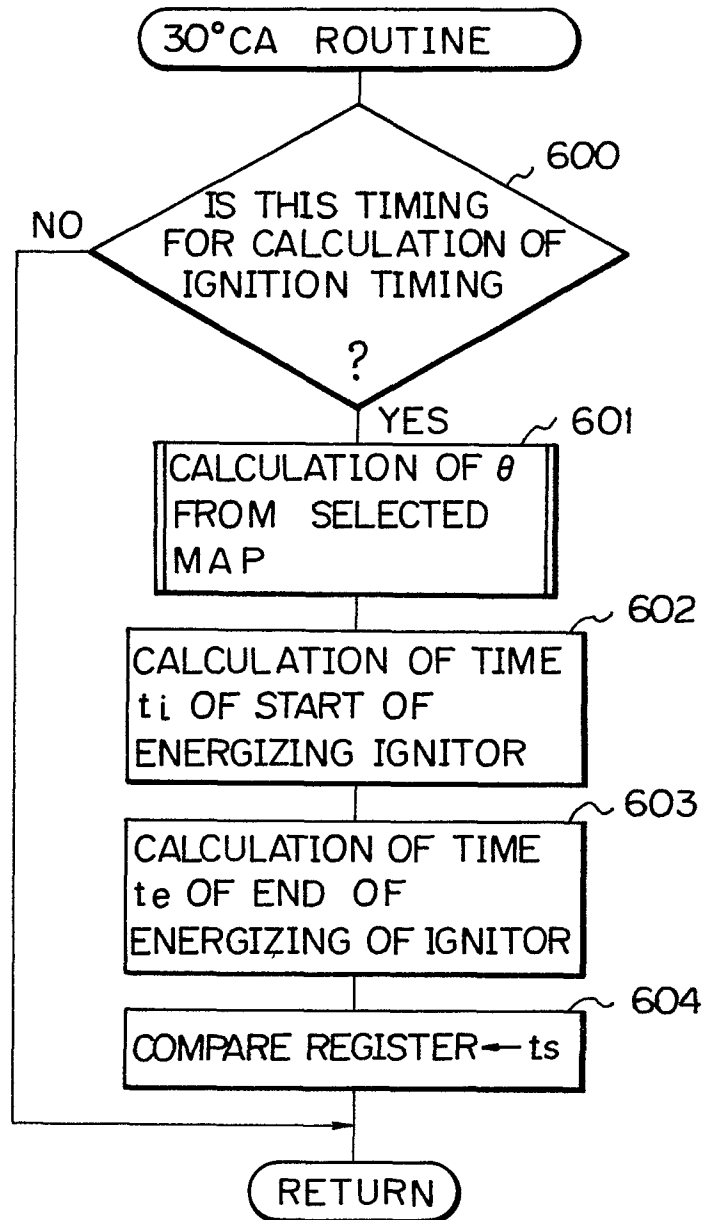 30°CA ROUTINE
600
IS THIS TIMING
FOR CALCULATION OF
IGNITION TIMING
?
NO
YES
601
CALCULATION OF θ
FROM SELECTED
MAP
602
CALCULATION OF TIME
ti OF START OF
ENERGIZING IGNITOR
603
CALCULATION OF TIME
te OF END OF
ENERGIZING OF IGNITOR
604
COMPARE REGISTER ← ts
RETURN